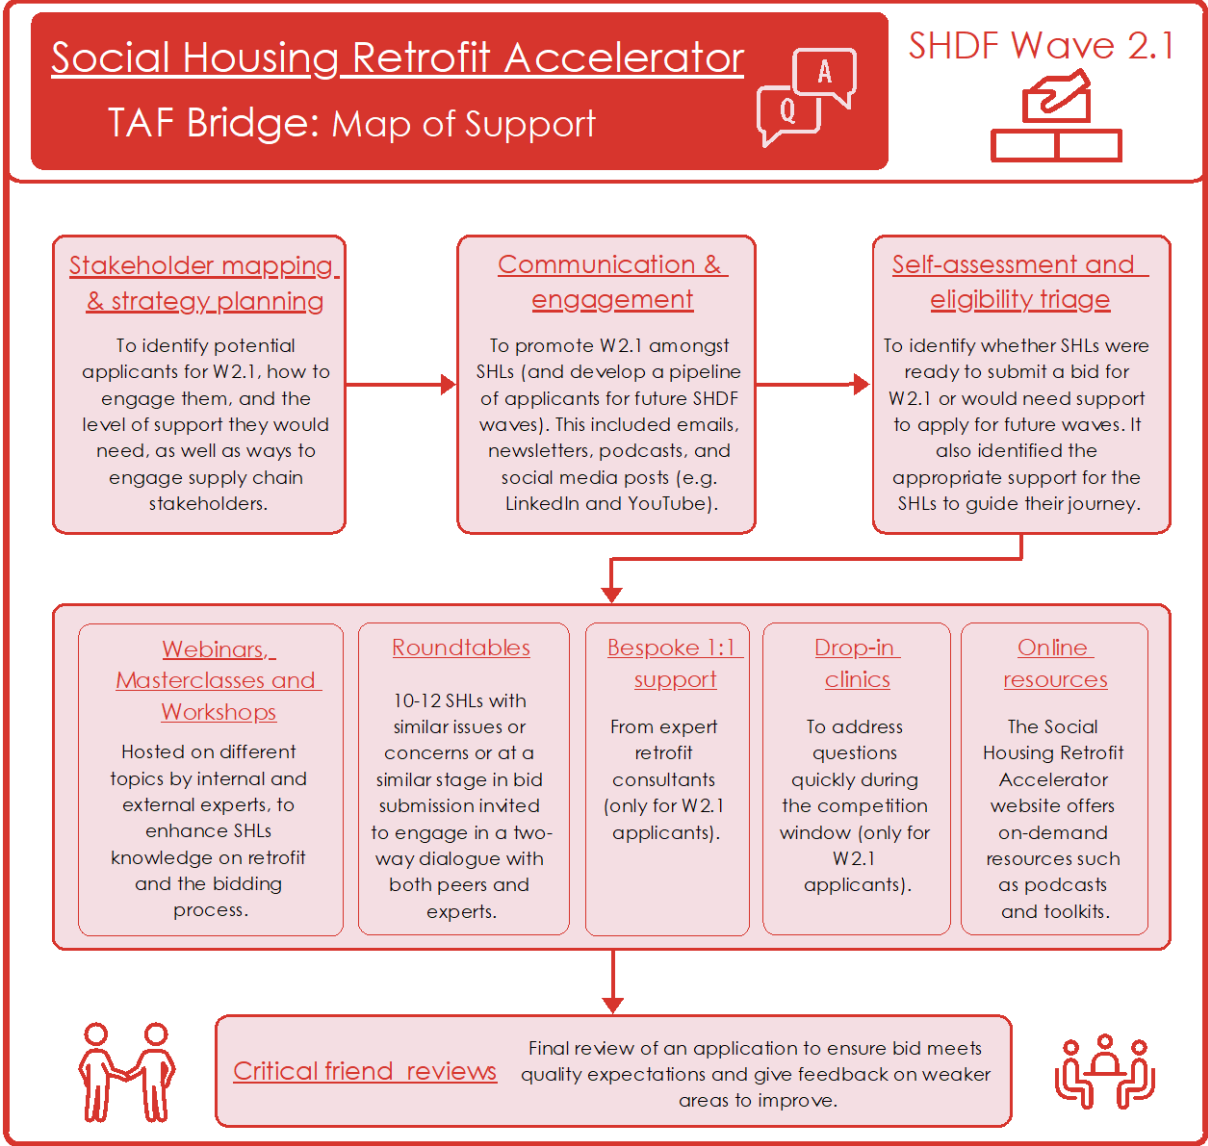 Social Housing Retrofit Accelerator
TAF Bridge: Map of Support
A
Q
SHDF Wave 2.1
Stakeholder mapping
& strategy planning
To identify potential
applicants for W2.1, how to
engage them, and the
level of support they would
need, as well as ways to
engage supply chain
stakeholders.
Communication &
engagement
To promote W2.1 amongst
SHLs (and develop a pipeline
of applicants for future SHDF
waves). This included emails,
newsletters, podcasts, and
social media posts (e.g.
LinkedIn and YouTube).
Self-assessment and
eligibility triage
To identify whether SHLs were
ready to submit a bid for
W2.1 or would need support
to apply for future waves. It
also identified the
appropriate support for the
SHLs to guide their journey.
Webinars,
Masterclasses and
Workshops
Hosted on different
topics by internal and
external experts, to
enhance SHLs
knowledge on retrofit
and the bidding
process.
Roundtables
10-12 SHLs with
similar issues or
concerns or at a
similar stage in bid
submission invited
to engage in a two-
way dialogue with
both peers and
experts.
Bespoke 1:1
support
From expert
retrofit
consultants
(only for W2.1
applicants).
Drop-in
clinics
To address
questions
quickly during
the competition
window (only for
W2.1
applicants).
Online
resources
The Social
Housing Retrofit
Accelerator
website offers
on-demand
resources such
as podcasts
and toolkits.
Critical friend reviews
Final review of an application to ensure bid meets
quality expectations and give feedback on weaker
areas to improve.